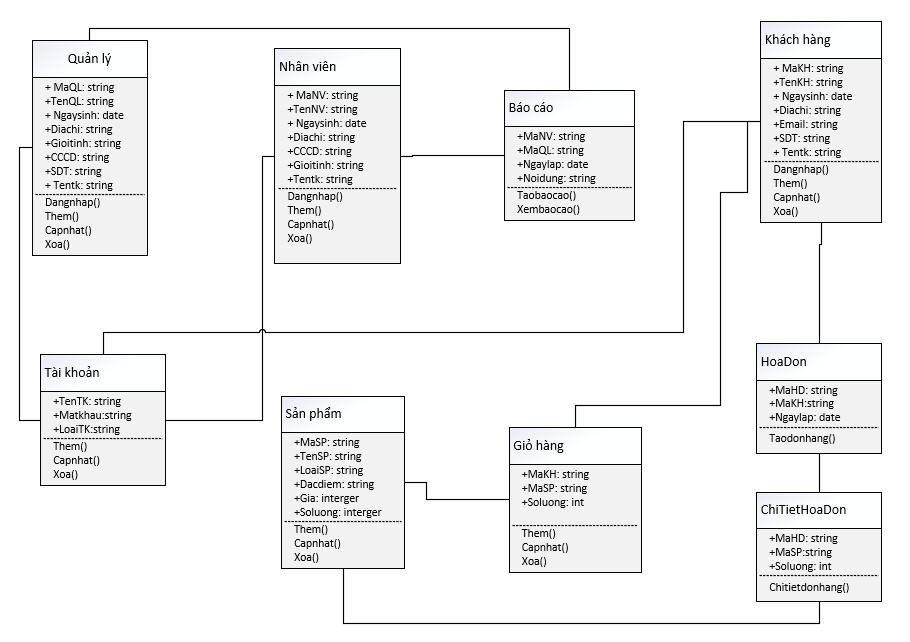 Quản lý
+ MaQL: string
+TenQL: string
+ Ngaysinh: date
+Diachi: string
+Gioitinh: string
+CCCD: string
+SDT: string
+ Tentk: string
Dangnhap()
Them()
Capnhat()
Xoa()
Nhân viên
+ MaNV: string
+TenNV: string
+ Ngaysinh: date
+Diachi: string
+CCCD: string
+Gioitinh: string
+Tentk: string
Dangnhap()
Them()
Capnhat()
Xoa()
Báo cáo
+MaNV: string
+MaQL: string
+Ngaylap: date
+Noidung: string
Taobaocao()
Xembaocao()
Khách hàng
+ MaKH: string
+TenKH: string
+ Ngaysinh: date
+Diachi: string
+Email: string
+SDT: string
+ Tentk: string
Dangnhap()
Them()
Capnhat()
Xoa()
Tài khoản
+TenTK: string
+Matkhau:string
+LoaiTK:string
Them()
Capnhat()
Xoa()
Sản phẩm
+MaSP: string
+TenSP: string
+LoaiSP: string
+Dacdiem: string
+Gia: interger
+Soluong: interger
Them()
Capnhat()
Xoa()
Giỏ hàng
+MaKH: string
+MaSP: string
+Soluong: int
Them()
Capnhat()
Xoa()
HoaDon
+MaHD: string
+MaKH:string
+Ngaylap: date
Taodonhang()
ChiTietHoaDon
+MaHD: string
+MaSP:string
+Soluong: int
Chitietdonhang()